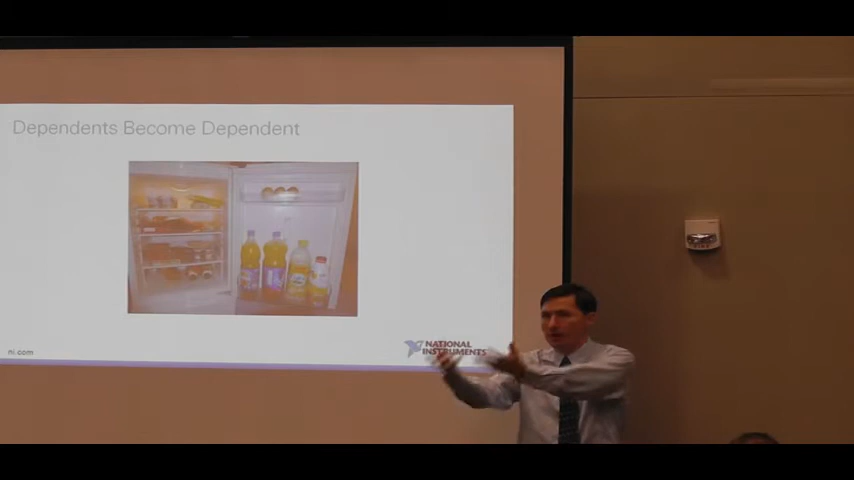 Dependents Become Dependent
ni.com
NATIONAL
INSTRUMENTS